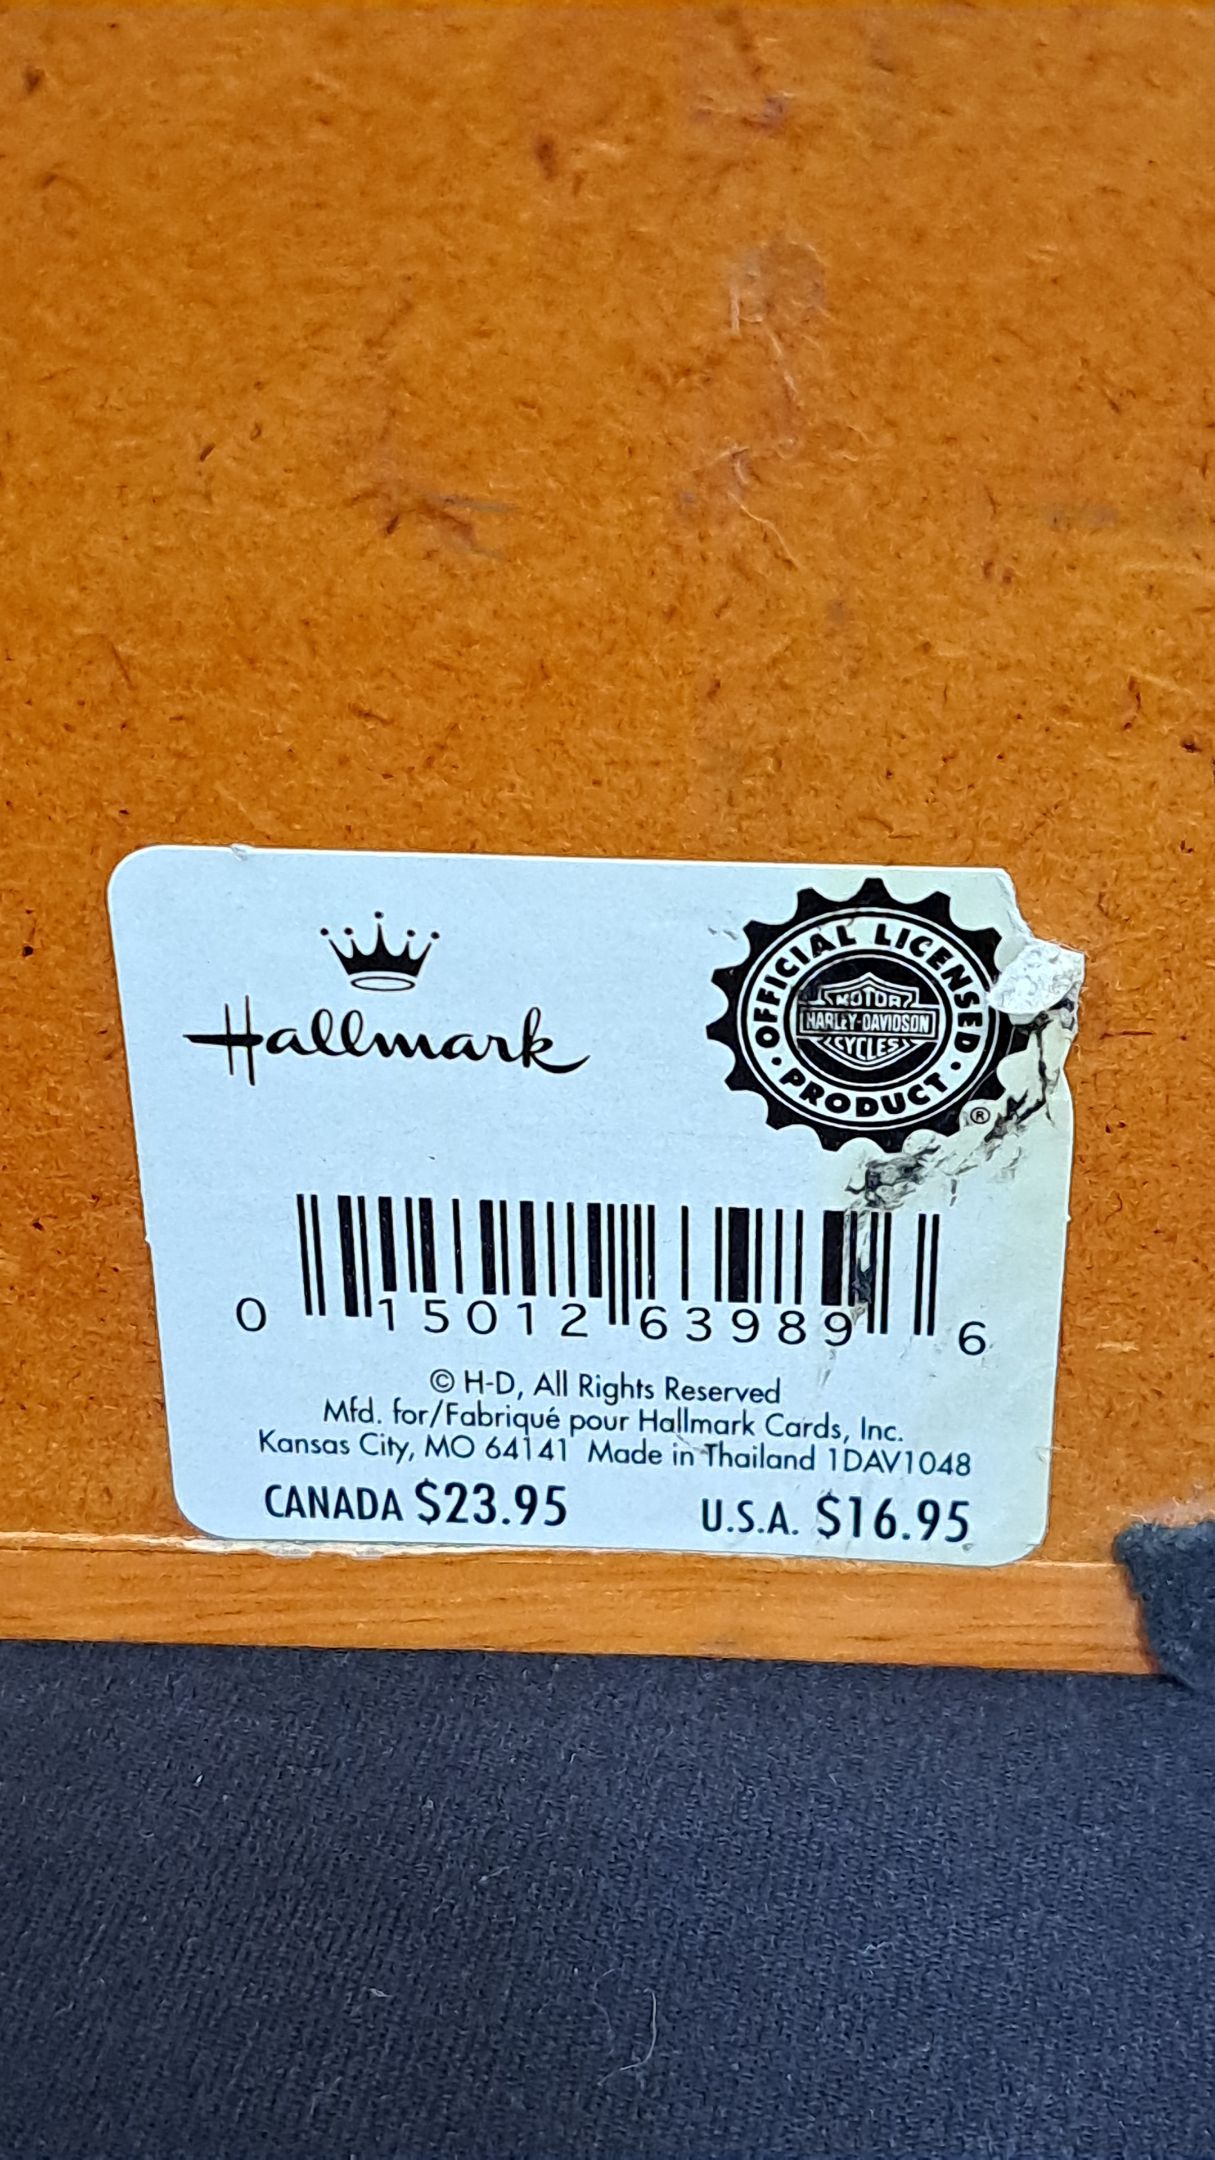 Hallmark
OFFICIAL LICENSED
MOTOR
HARLEY-DAVIDSON
CYCLES
PRODUCT
®
0 15012 63989 6
© H-D, All Rights Reserved
Mfd. for/Fabriqué pour Hallmark Cards, Inc.
Kansas City, MO 64141 Made in Thailand 1DAV1048
CANADA $23.95 U.S.A. $16.95